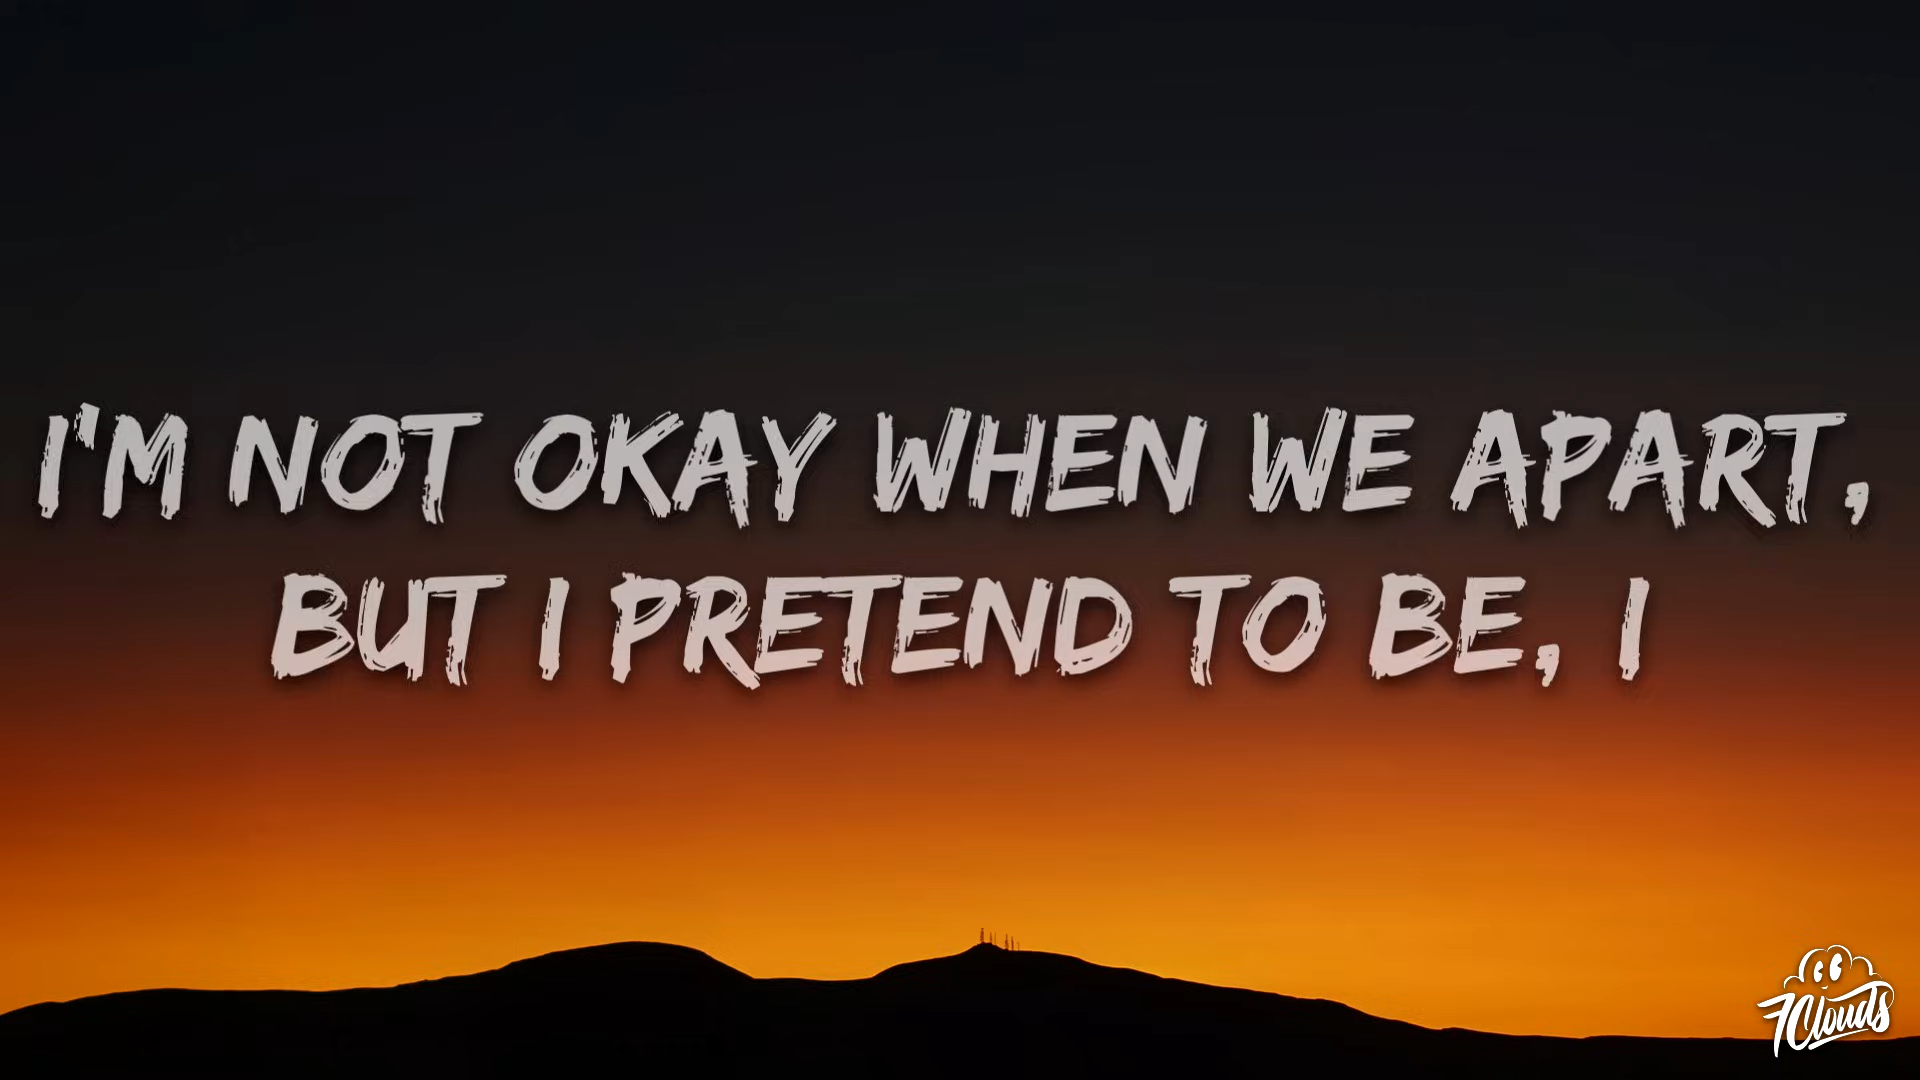 I'M NOT OKAY WHEN WE APART,
BUT I PRETEND TO BE, I
7Clouds